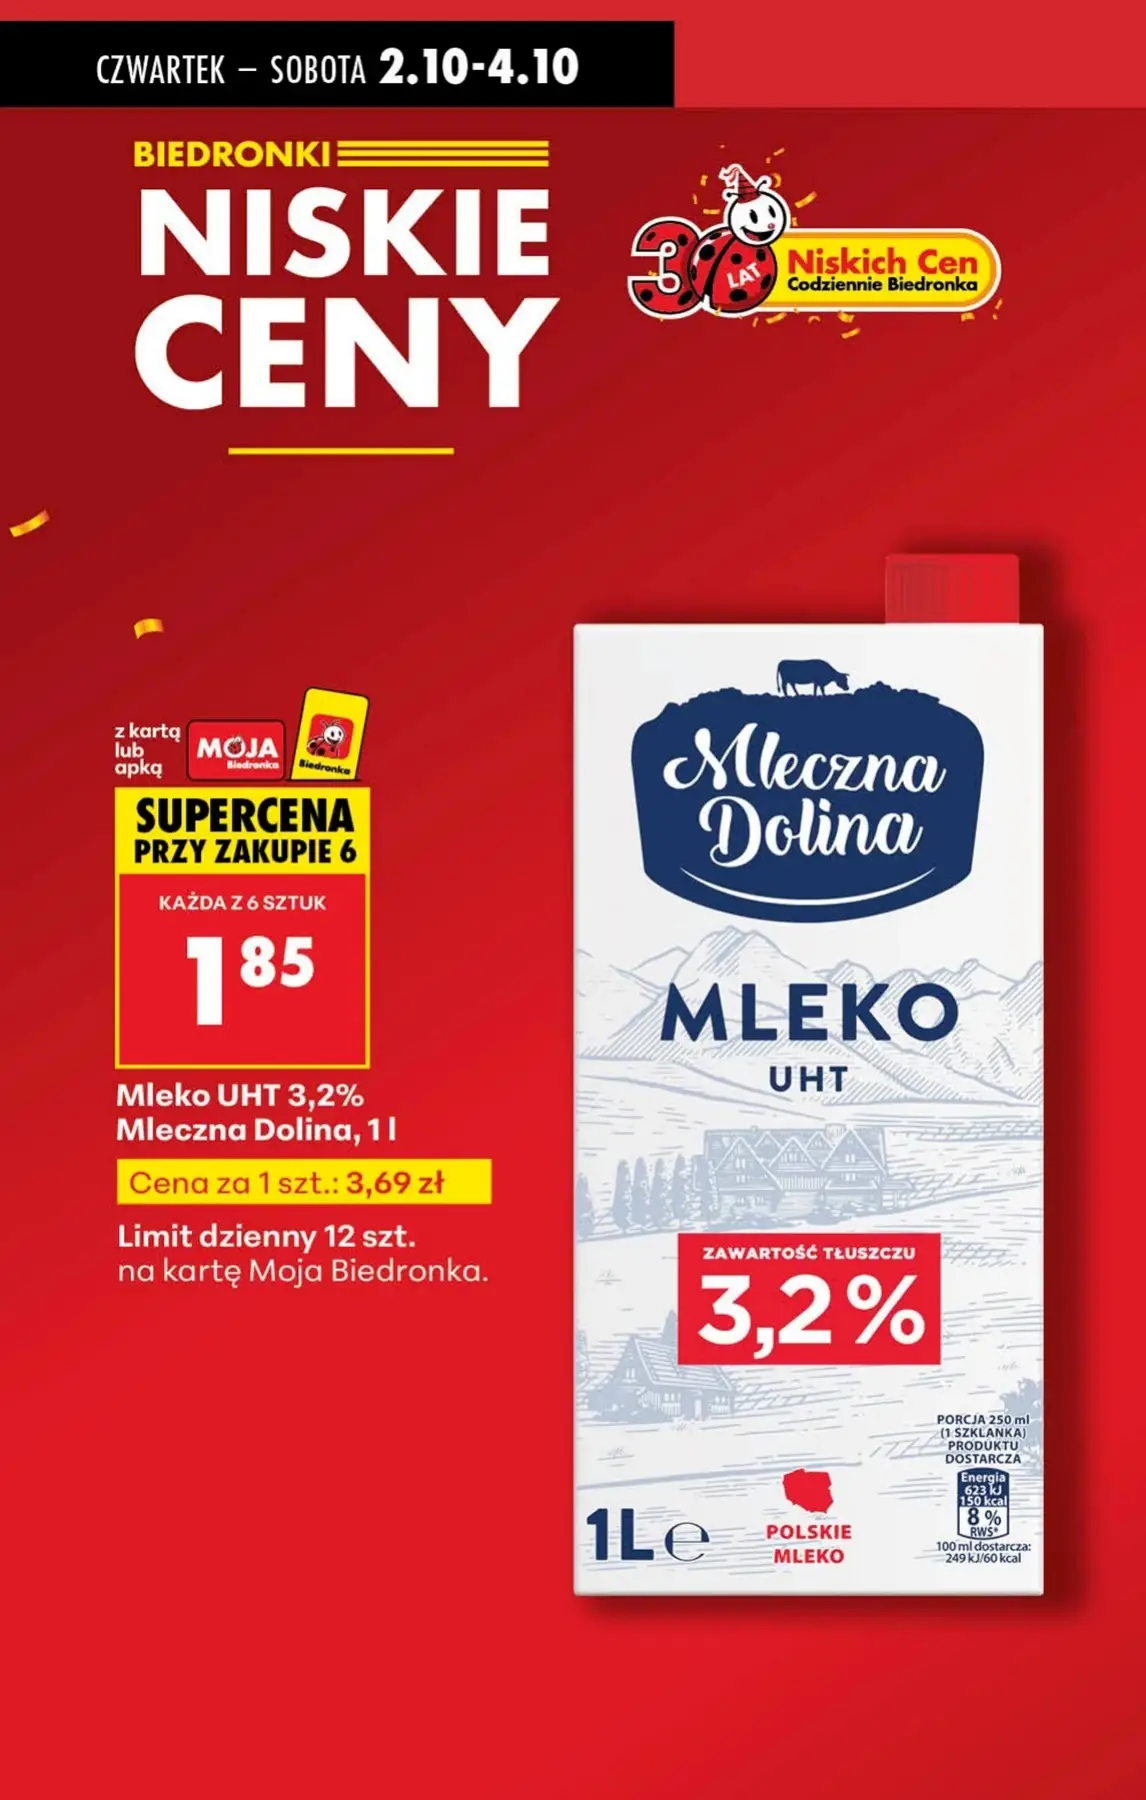 CZWARTEK – SOBOTA 2.10-4.10
BIEDRONKI
NISKIE
CENY
30 LAT
Niskich Cen
Codziennie Biedronka
z kartą
lub
apką
MOJA
Biedronka
Biedronka
SUPERCENA
PRZY ZAKUPIE 6
KAŻDA Z 6 SZTUK
1 85
Mleko UHT 3,2%
Mleczna Dolina, 1 l
Cena za 1 szt.: 3,69 zł
Limit dzienny 12 szt.
na kartę Moja Biedronka.
Mleczna
Dolina
MLEKO
UHT
ZAWARTOŚĆ TŁUSZCZU
3,2%
PORCJA 250 ml
(1 SZKLANKA)
PRODUKTU
DOSTARCZA
Energia
623 kJ
150 kcal
8 %
RWS*
100 ml dostarcza:
249 kJ/60 kcal
1L e
POLSKIE
MLEKO